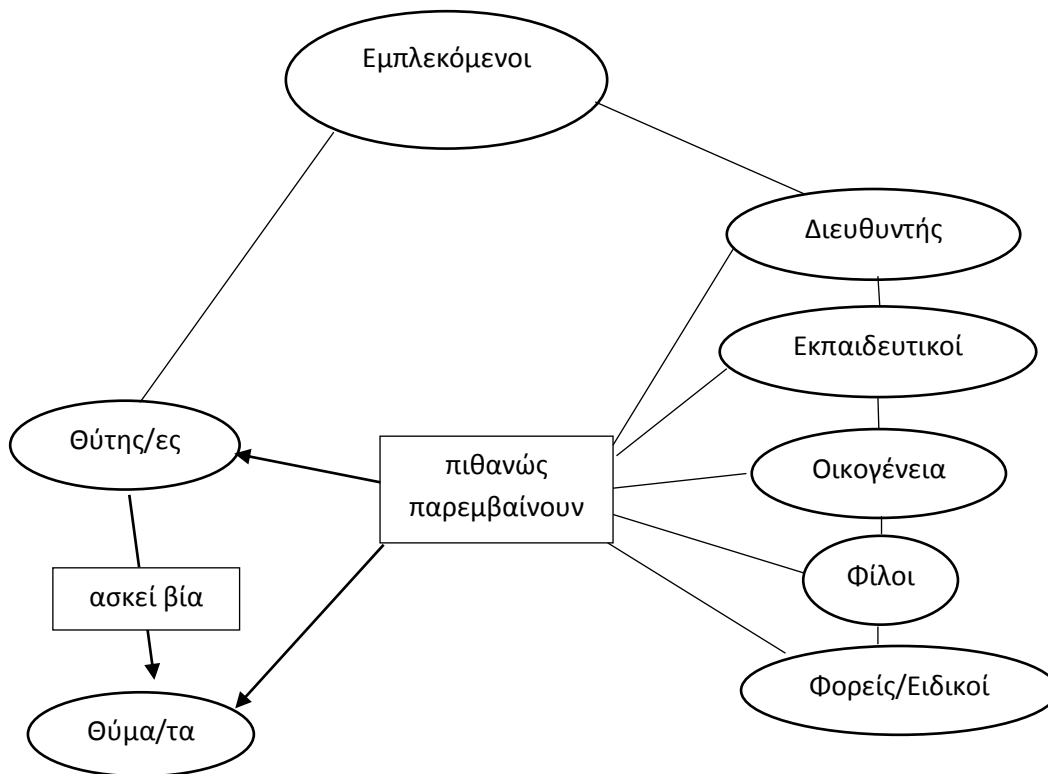 Εμπλεκόμενοι
Διευθυντής
Εκπαιδευτικοί
Θύτης/ες
πιθανώς
παρεμβαίνουν
Οικογένεια
ασκεί βία
Φίλοι
Φορείς/Ειδικοί
Θύμα/τα